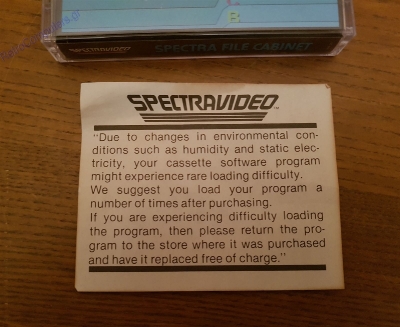 B
SPECTRAVIDEO
SPECTRA FILE CABINET
SPECTRAVIDEO™
"Due to changes in environmental con-
ditions such as humidity and static elec-
tricity, your cassette software program
might experience rare loading difficulty.
We suggest you load your program a
number of times after purchasing.
If you are experiencing difficulty loading
the program, then please return the pro-
gram to the store where it was purchased
and have it replaced free of charge."